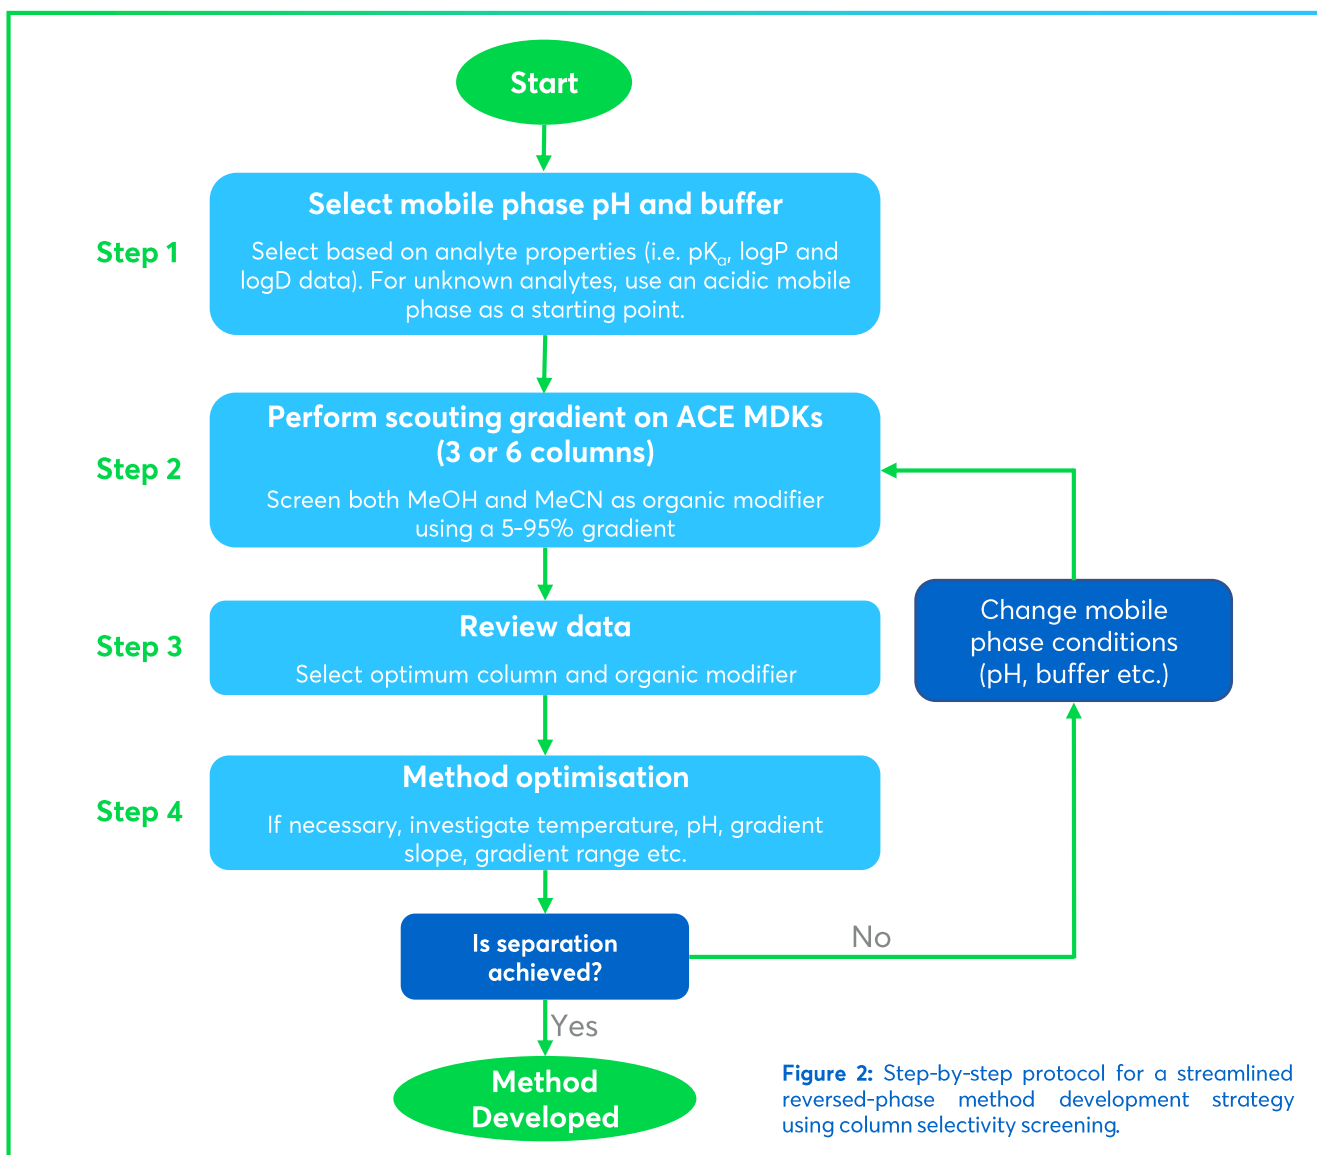 Start
Select mobile phase pH and buffer
Step 1
Select based on analyte properties (i.e. pKₐ, logP and
logD data). For unknown analytes, use an acidic mobile
phase as a starting point.
Perform scouting gradient on ACE MDKs
(3 or 6 columns)
Step 2
Screen both MeOH and MeCN as organic modifier
using a 5-95% gradient
Review data
Step 3
Select optimum column and organic modifier
Change mobile
phase conditions
(pH, buffer etc.)
Method optimisation
Step 4
If necessary, investigate temperature, pH, gradient
slope, gradient range etc.
Is separation
achieved?
No
Yes
Method
Developed
Figure 2: Step-by-step protocol for a streamlined
reversed-phase method development strategy
using column selectivity screening.